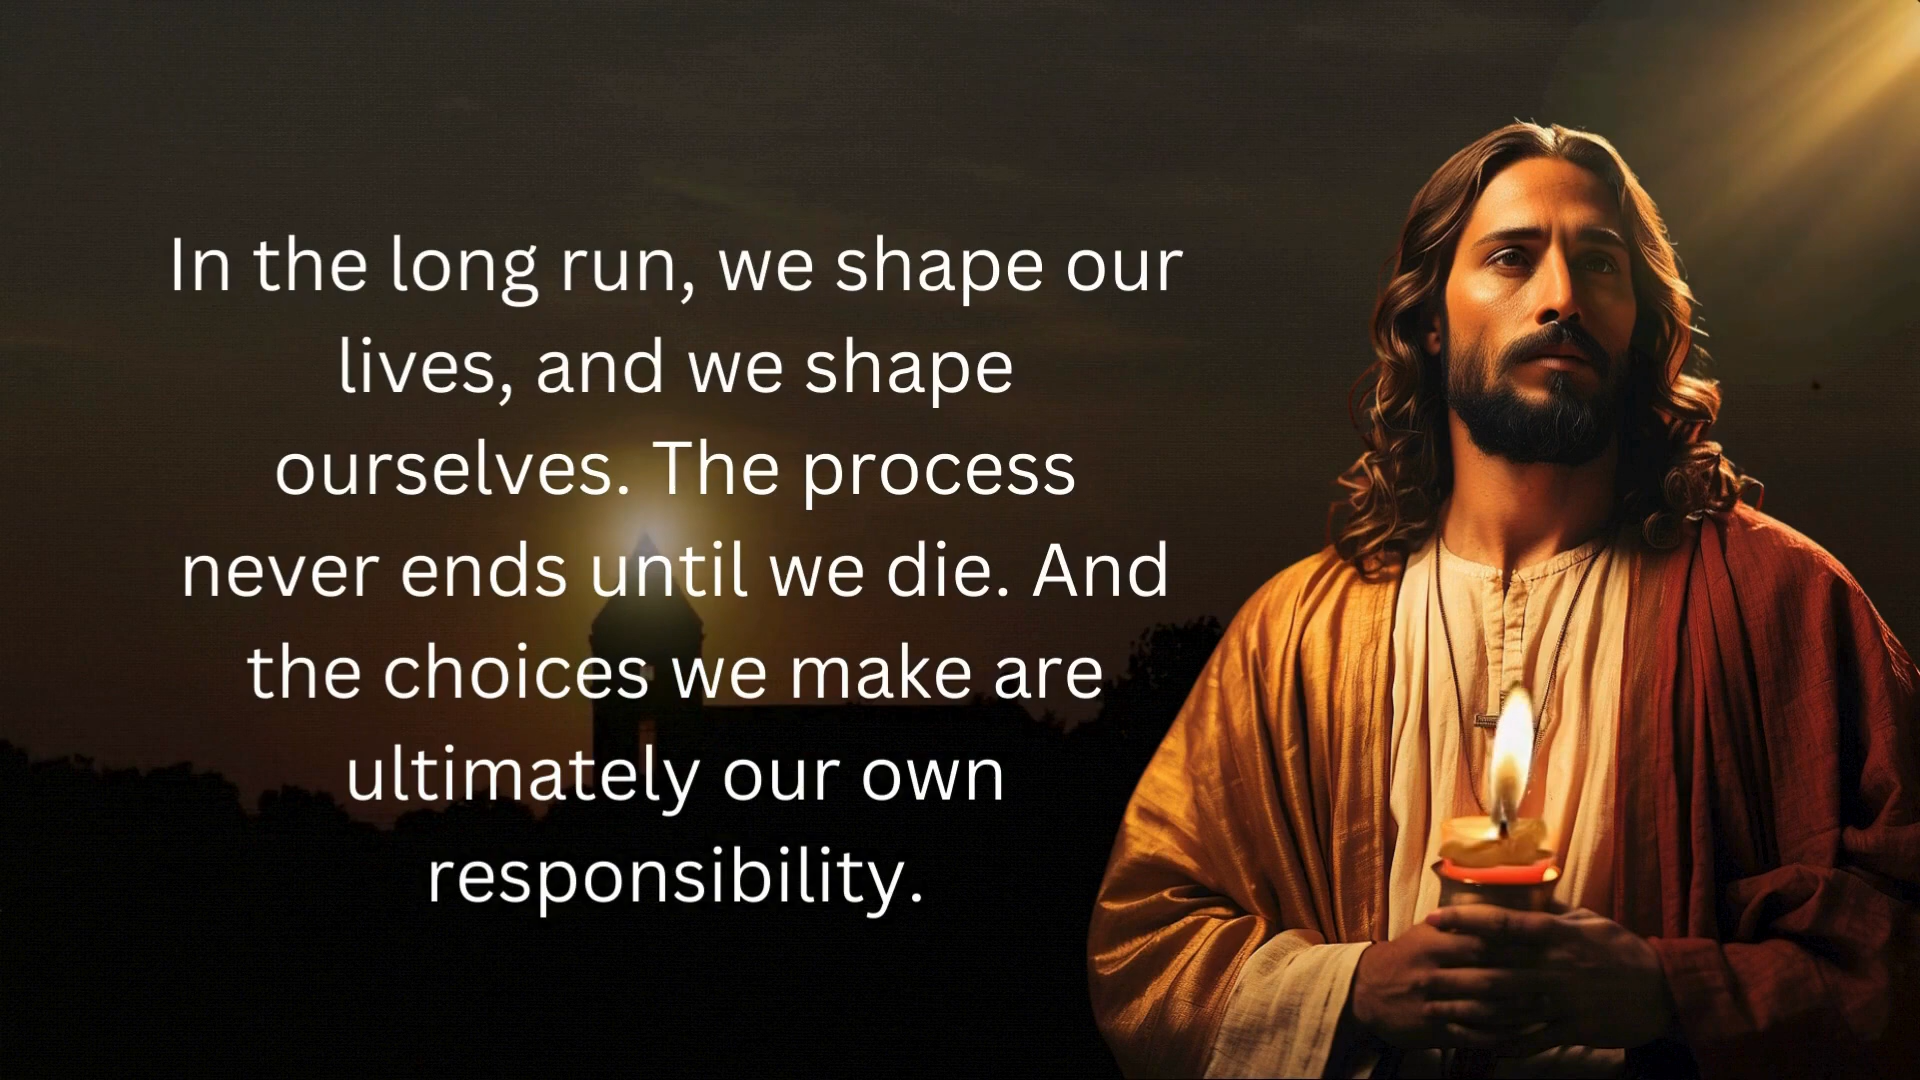 In the long run, we shape our
lives, and we shape
ourselves. The process
never ends until we die. And
the choices we make are
ultimately our own
responsibility.